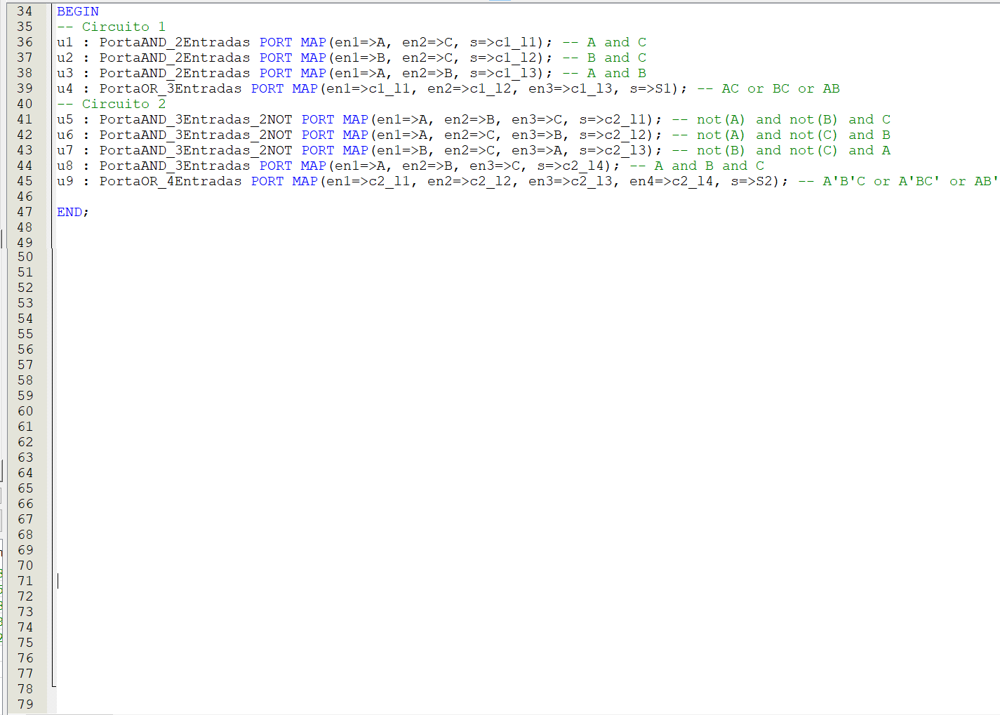 34 BEGIN
35 -- Circuito 1
36 u1 : PortaAND_2Entradas PORT MAP(en1=>A, en2=>C, s=>c1_l1); -- A and C
37 u2 : PortaAND_2Entradas PORT MAP(en1=>B, en2=>C, s=>c1_l2); -- B and C
38 u3 : PortaAND_2Entradas PORT MAP(en1=>A, en2=>B, s=>c1_l3); -- A and B
39 u4 : PortaOR_3Entradas PORT MAP(en1=>c1_l1, en2=>c1_l2, en3=>c1_l3, s=>S1); -- AC or BC or AB
40 -- Circuito 2
41 u5 : PortaAND_3Entradas_2NOT PORT MAP(en1=>A, en2=>B, en3=>C, s=>c2_l1); -- not(A) and not(B) and C
42 u6 : PortaAND_3Entradas_2NOT PORT MAP(en1=>A, en2=>C, en3=>B, s=>c2_l2); -- not(A) and not(C) and B
43 u7 : PortaAND_3Entradas_2NOT PORT MAP(en1=>B, en2=>C, en3=>A, s=>c2_l3); -- not(B) and not(C) and A
44 u8 : PortaAND_3Entradas PORT MAP(en1=>A, en2=>B, en3=>C, s=>c2_l4); -- A and B and C
45 u9 : PortaOR_4Entradas PORT MAP(en1=>c2_l1, en2=>c2_l2, en3=>c2_l3, en4=>c2_l4, s=>S2); -- A'B'C or A'BC' or AB'
46
47 END;
48
49
50
51
52
53
54
55
56
57
58
59
60
61
62
63
64
65
66
67
68
69
70
71
72
73
74
75
76
77
78
79